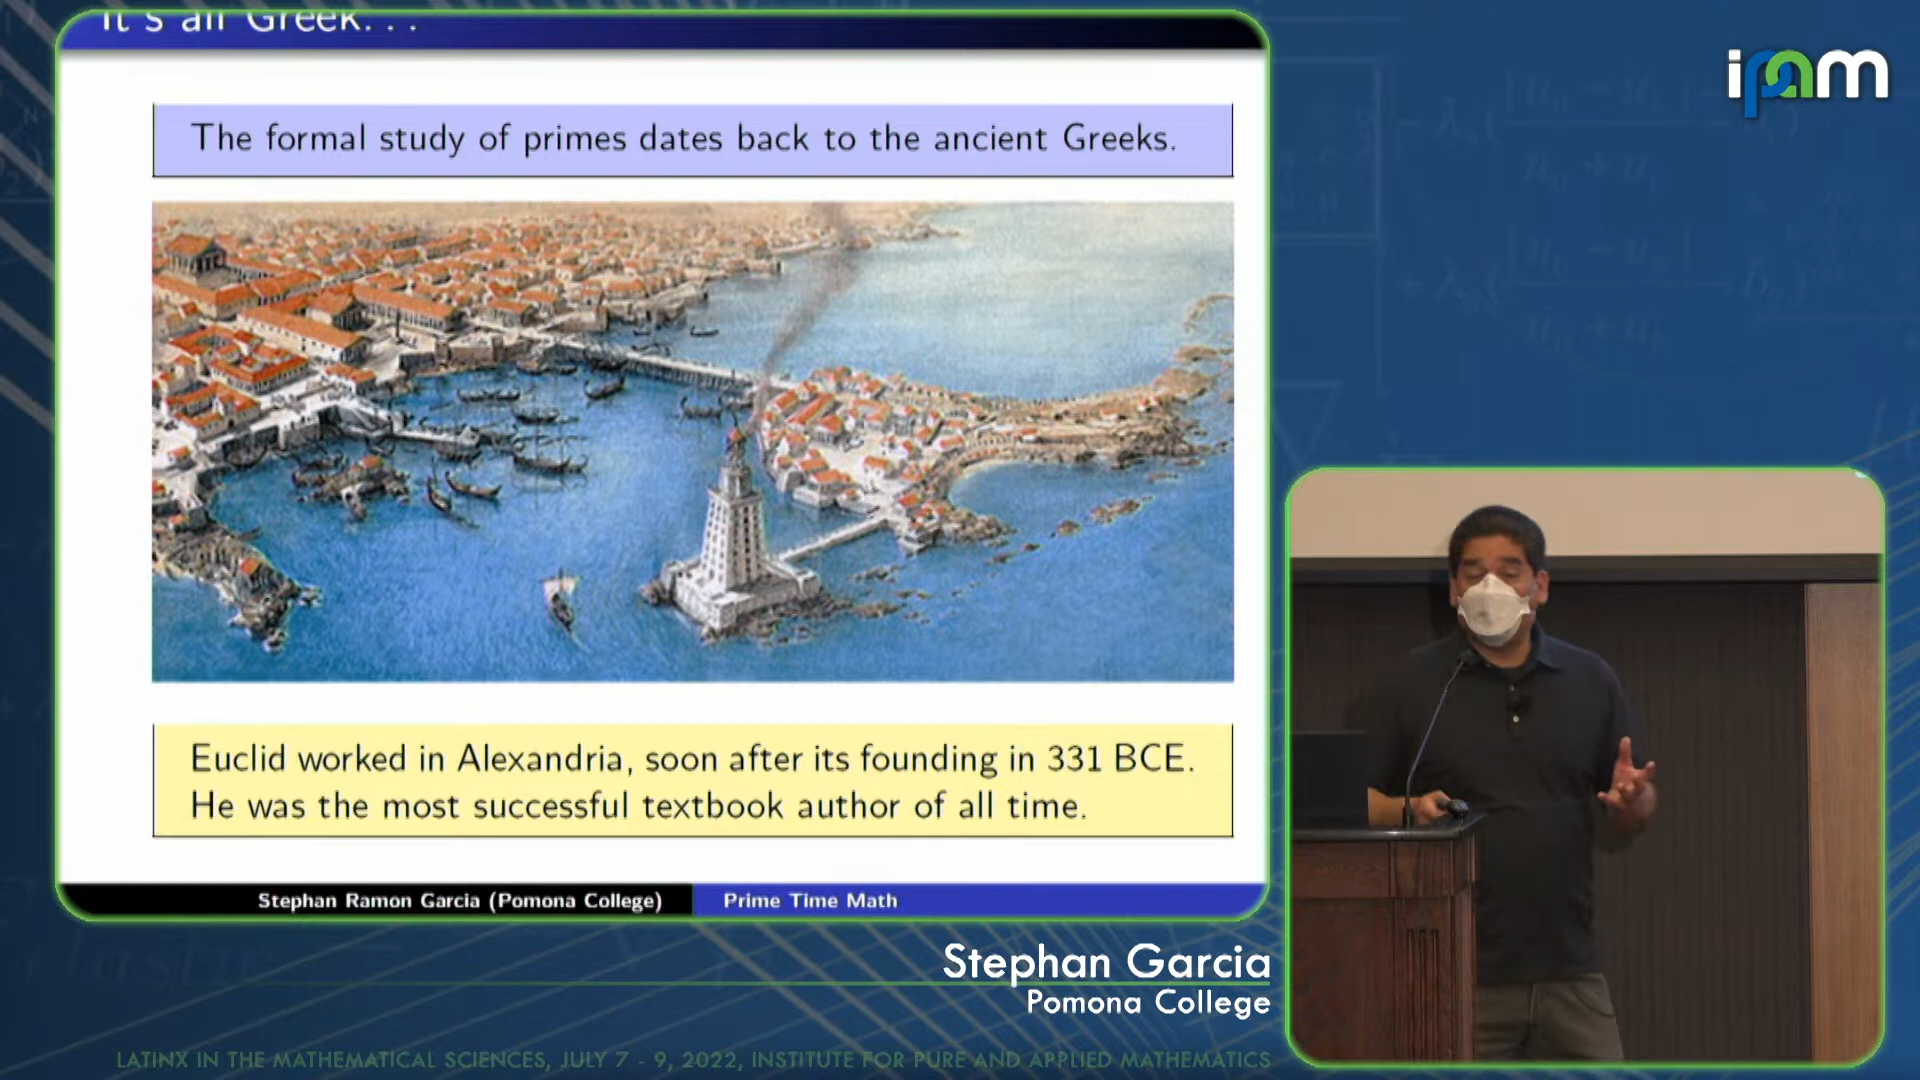 It's all Greek. . .
ipam
The formal study of primes dates back to the ancient Greeks.
Euclid worked in Alexandria, soon after its founding in 331 BCE.
He was the most successful textbook author of all time.
Stephan Ramon Garcia (Pomona College)
Prime Time Math
Stephan Garcia
Pomona College
LATINX IN THE MATHEMATICAL SCIENCES, JULY 7 - 9, 2022, INSTITUTE FOR PURE AND APPLIED MATHEMATICS